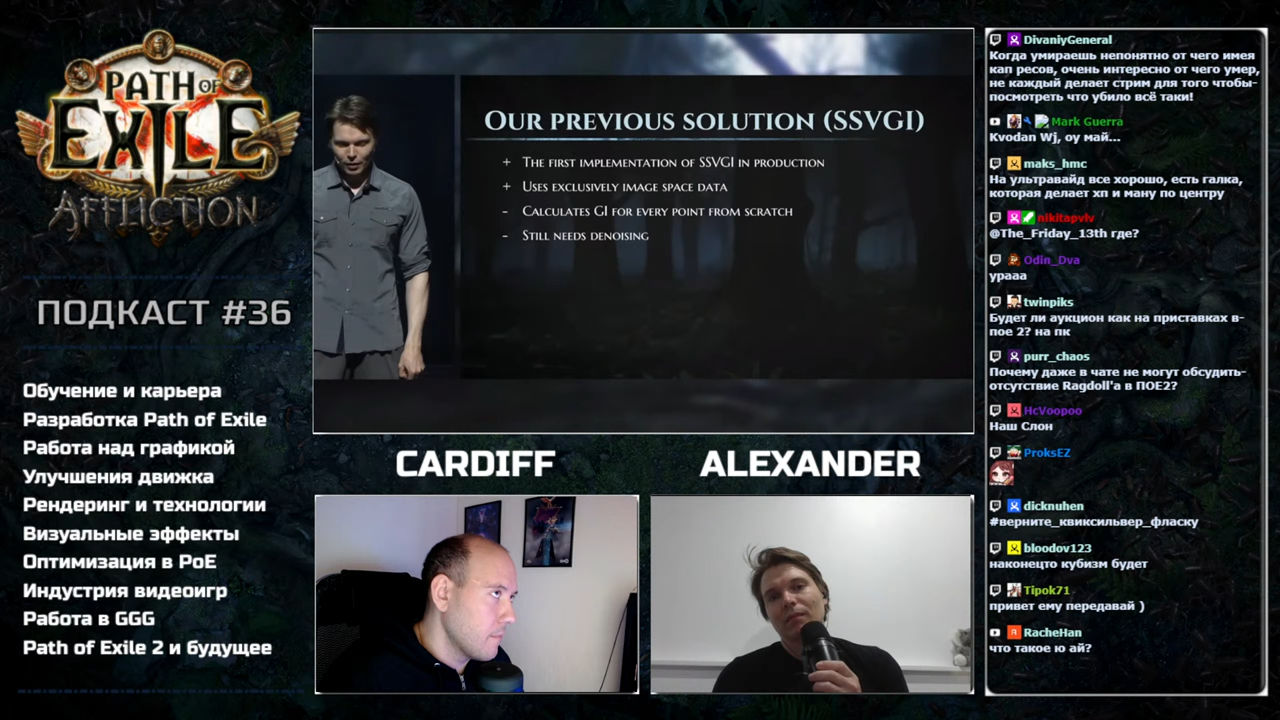 PATH OF
EXILE
AFFLICTION
ПОДКАСТ #36
Обучение и карьера
Разработка Path of Exile
Работа над графикой
Улучшения движка
Рендеринг и технологии
Визуальные эффекты
Оптимизация в PoE
Индустрия видеоигр
Работа в GGG
Path of Exile 2 и будущее
Our previous solution (SSVGI)
+ The first implementation of SSVGI in production
+ Uses exclusively image space data
- Calculates GI for every point from scratch
- Still needs denoising
CARDIFF
ALEXANDER
DivaniyGeneral
Когда умираешь непонятно от чего имея
кап ресов, очень интересно от чего умер,
не каждый делает стрим для того чтобы-
посмотреть что убило всё таки!
Mark Guerra
Kvodan Wj, оу май...
maks_hmc
На ультравайд все хорошо, есть галка,
которая делает хп и ману по центру
nikitapvlv
@The_Friday_13th где?
Odin_Dva
урааа
twinpiks
Будет ли аукцион как на приставках в-
пое 2? на пк
purr_chaos
Почему даже в чате не могут обсудить-
отсутствие Ragdoll'а в ПОЕ2?
HcVoopoo
Наш Слон
ProksEZ
dicknuhen
#верните_квиксильвер_фласку
bloodov123
наконецто кубизм будет
Tipok71
привет ему передавай )
RacheHan
что такое ю ай?